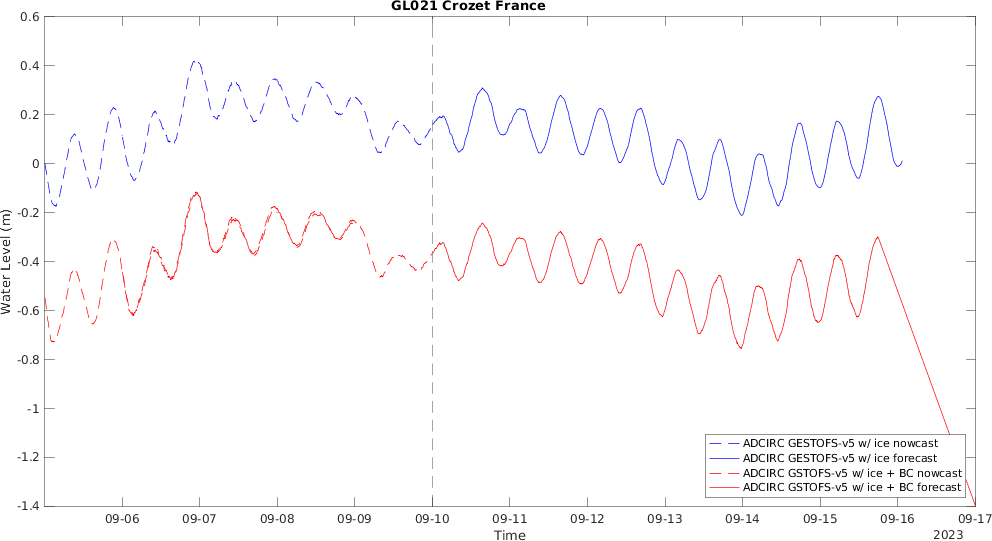 GL021 Crozet France
0.6
0.4
0.2
0
-0.2
-0.4
-0.6
-0.8
-1
-1.2
-1.4
Water Level (m)
ADCIRC GESTOFS-v5 w/ ice nowcast
ADCIRC GESTOFS-v5 w/ ice forecast
ADCIRC GSTOFS-v5 w/ ice + BC nowcast
ADCIRC GSTOFS-v5 w/ ice + BC forecast
09-06 09-07 09-08 09-09 09-10 09-11 09-12 09-13 09-14 09-15 09-16 09-17
Time
2023